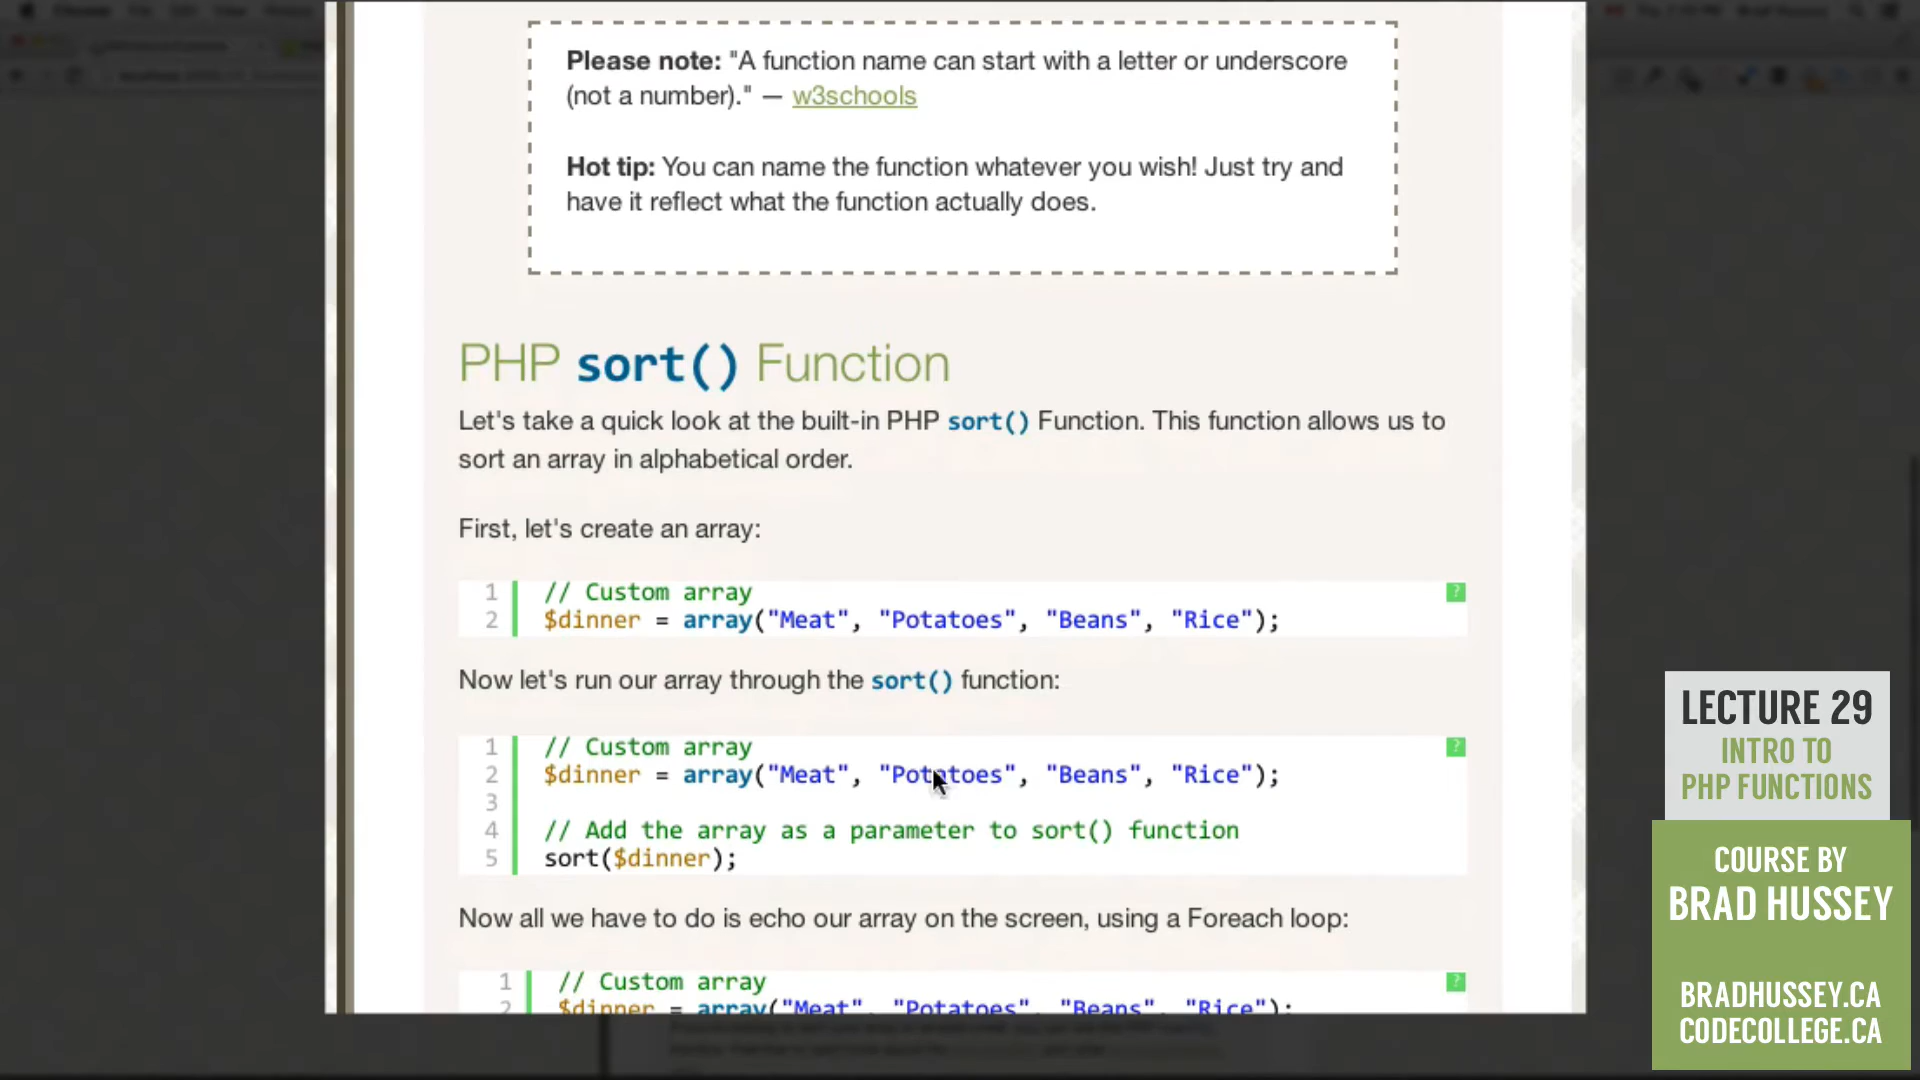 Please note: "A function name can start with a letter or underscore
(not a number)." — w3schools
Hot tip: You can name the function whatever you wish! Just try and
have it reflect what the function actually does.
PHP sort() Function
Let's take a quick look at the built-in PHP sort() Function. This function allows us to
sort an array in alphabetical order.
First, let's create an array:
1 // Custom array ?
2 $dinner = array("Meat", "Potatoes", "Beans", "Rice");
Now let's run our array through the sort() function:
1 // Custom array ?
2 $dinner = array("Meat", "Potatoes", "Beans", "Rice");
3
4 // Add the array as a parameter to sort() function
5 sort($dinner);
Now all we have to do is echo our array on the screen, using a Foreach loop:
1 // Custom array ?
2 $dinner = array("Meat", "Potatoes", "Beans", "Rice");
LECTURE 29
INTRO TO
PHP FUNCTIONS
COURSE BY
BRAD HUSSEY
BRADHUSSEY.CA
CODECOLLEGE.CA